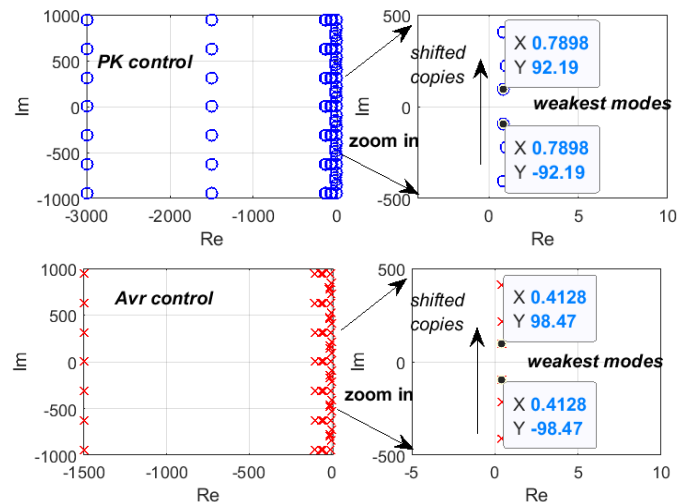 1000
500
0
-500
-1000
Im
PK control
-3000
-2000
-1000
0
Re
zoom in
500
0
-500
Im
shifted
copies
X 0.7898
Y 92.19
weakest modes
X 0.7898
Y -92.19
0
5
10
Re
1000
500
0
-500
-1000
Im
Avr control
-1500
-1000
-500
0
Re
zoom in
500
0
-500
Im
shifted
copies
X 0.4128
Y 98.47
weakest modes
X 0.4128
Y -98.47
-5
0
5
10
Re